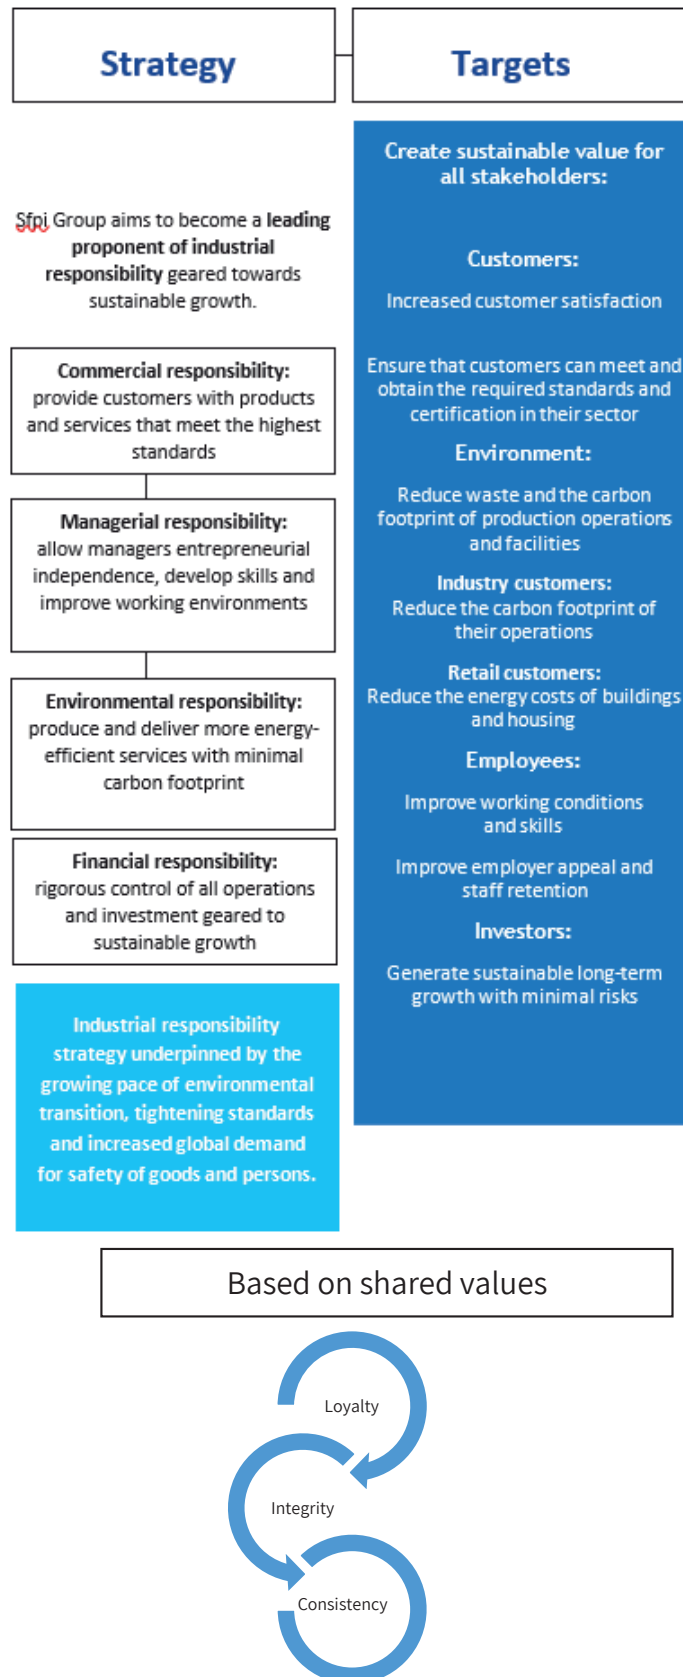 Strategy
Sfpi Group aims to become a leading
proponent of industrial
responsibility geared towards
sustainable growth.
Commercial responsibility:
provide customers with products
and services that meet the highest
standards
Managerial responsibility:
allow managers entrepreneurial
independence, develop skills and
improve working environments
Environmental responsibility:
produce and deliver more energy-
efficient services with minimal
carbon footprint
Financial responsibility:
rigorous control of all operations
and investment geared to
sustainable growth
Industrial responsibility
strategy underpinned by the
growing pace of environmental
transition, tightening standards
and increased global demand
for safety of goods and persons.
Targets
Create sustainable value for
all stakeholders:
Customers:
Increased customer satisfaction
Ensure that customers can meet and
obtain the required standards and
certification in their sector
Environment:
Reduce waste and the carbon
footprint of production operations
and facilities
Industry customers:
Reduce the carbon footprint of
their operations
Retail customers:
Reduce the energy costs of buildings
and housing
Employees:
Improve working conditions
and skills
Improve employer appeal and
staff retention
Investors:
Generate sustainable long-term
growth with minimal risks
Based on shared values
Loyalty
Integrity
Consistency